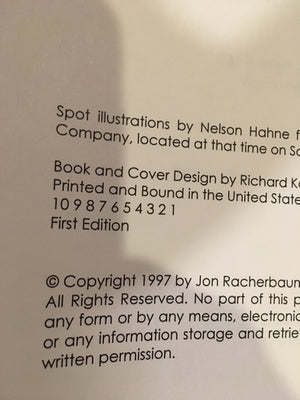 Spot illustrations by Nelson Hahne f
Company, located at that time on
Book and Cover Design by Richard
Printed and Bound in the United State
10 9 8 7 6 5 4 3 2 1
First Edition
© Copyright 1997 by Jon Racherbaum
All Rights Reserved. No part of this p
any form or by any means, electronic
or any information storage and retrie
written permission.